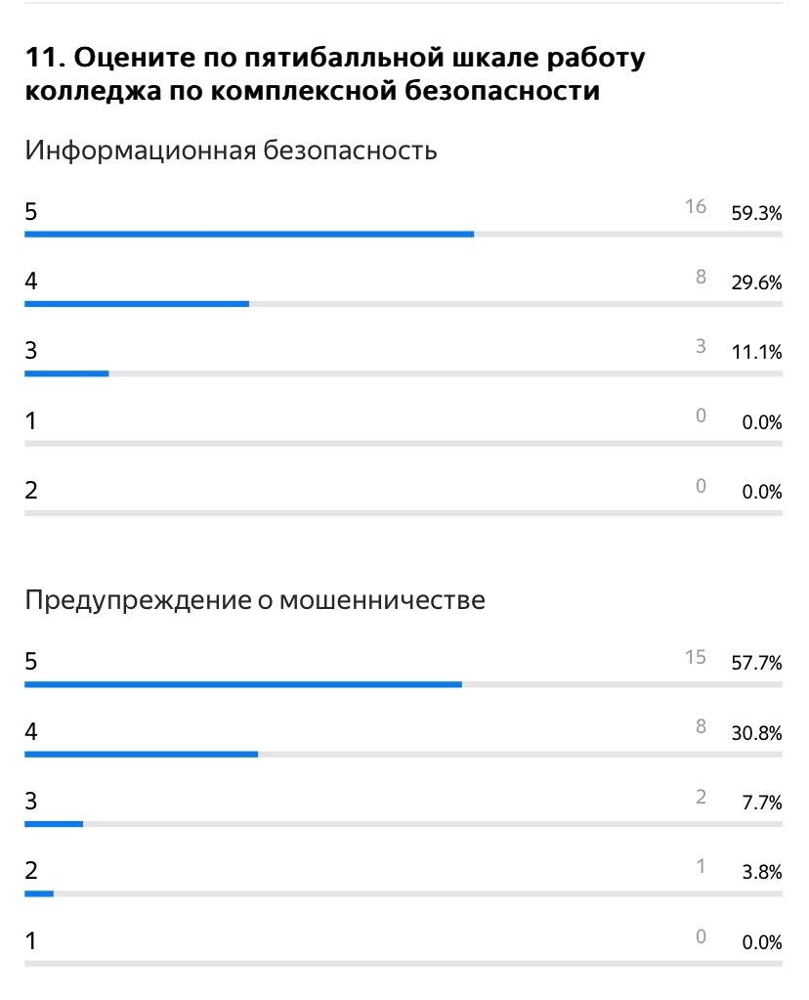 11. Оцените по пятибалльной шкале работу
колледжа по комплексной безопасности
Информационная безопасность
5 16 59.3%
4 8 29.6%
3 3 11.1%
1 0 0.0%
2 0 0.0%
Предупреждение о мошенничестве
5 15 57.7%
4 8 30.8%
3 2 7.7%
2 1 3.8%
1 0 0.0%